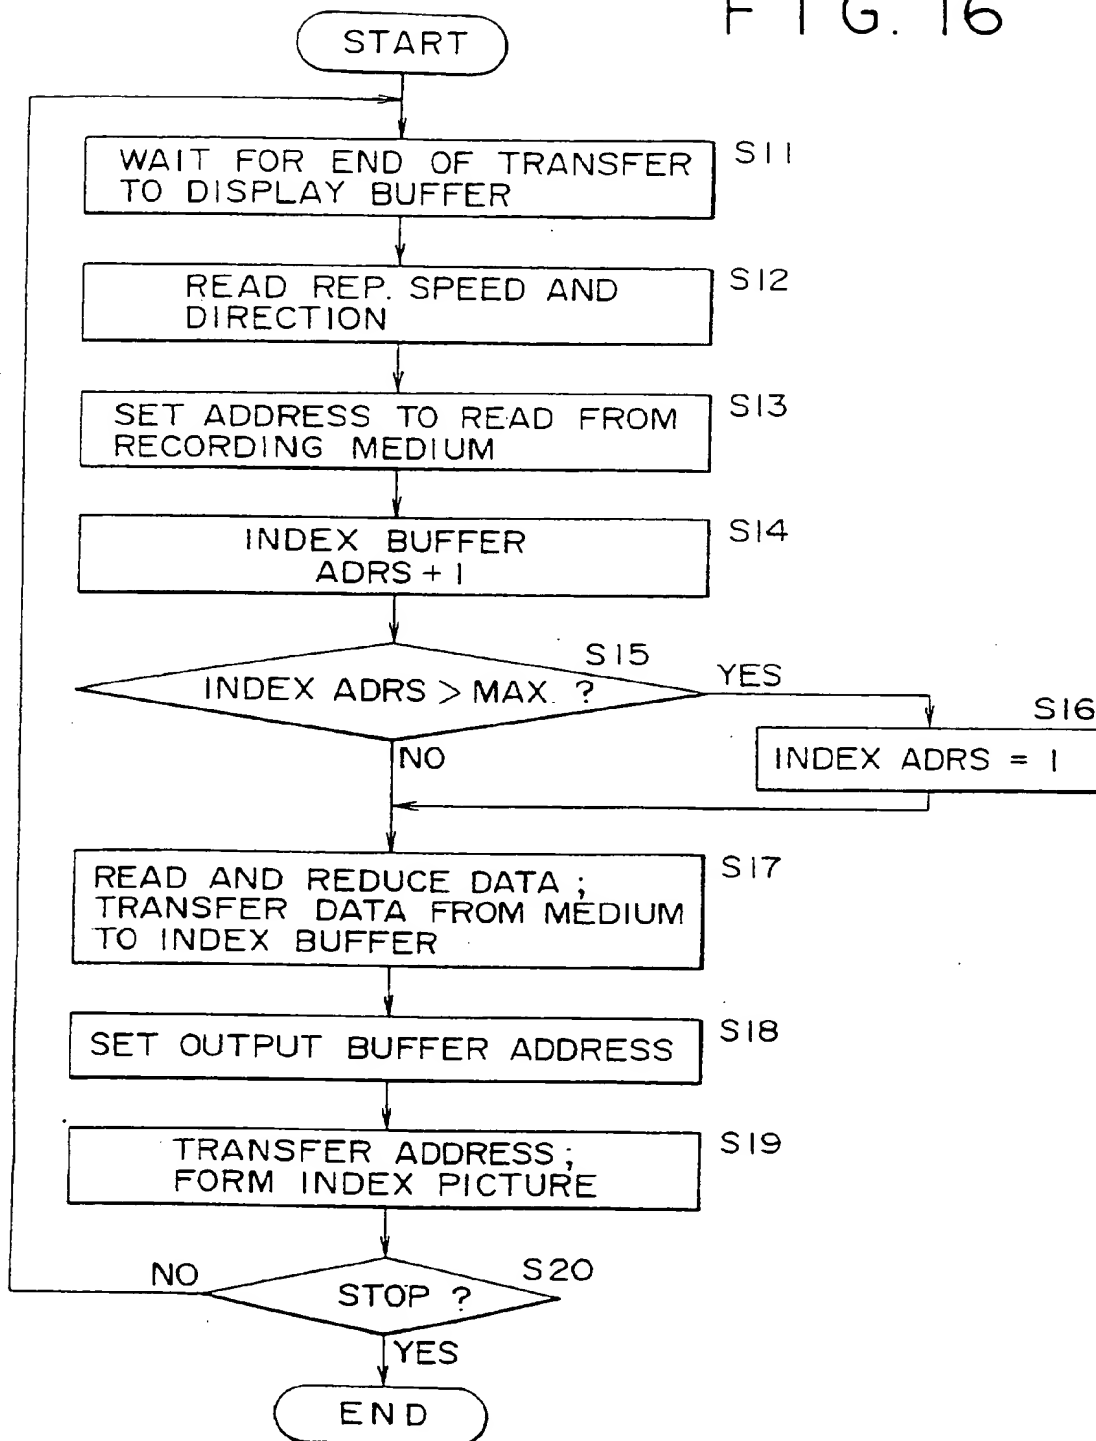 FIG. 16
START
WAIT FOR END OF TRANSFER
TO DISPLAY BUFFER
S11
READ REP. SPEED AND
DIRECTION
S12
SET ADDRESS TO READ FROM
RECORDING MEDIUM
S13
INDEX BUFFER
ADRS + 1
S14
S15
INDEX ADRS > MAX. ?
YES
S16
INDEX ADRS = 1
NO
READ AND REDUCE DATA ;
TRANSFER DATA FROM MEDIUM
TO INDEX BUFFER
S17
SET OUTPUT BUFFER ADDRESS
S18
TRANSFER ADDRESS ;
FORM INDEX PICTURE
S19
NO
S20
STOP ?
YES
END